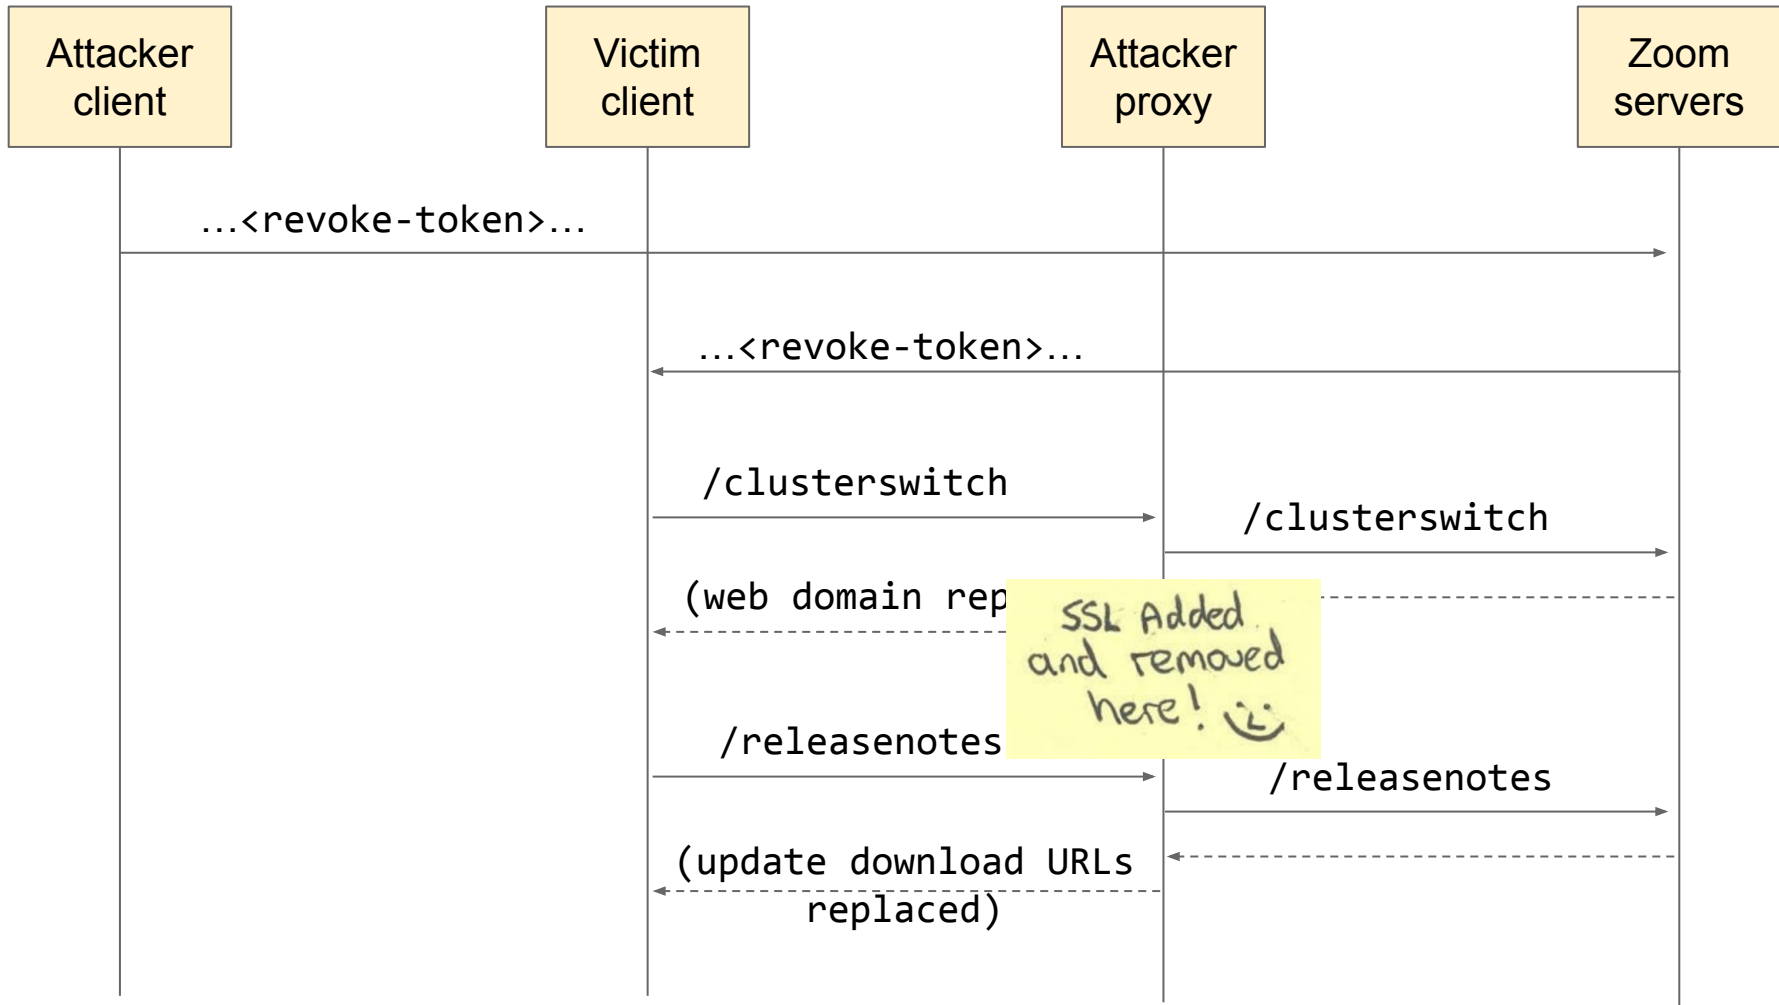 Attacker
client
Victim
client
Attacker
proxy
Zoom
servers
…<revoke-token>…
…<revoke-token>…
/clusterswitch
/clusterswitch
(web domain rep
SSL Added
and removed
here!
/releasenotes
/releasenotes
(update download URLs
replaced)